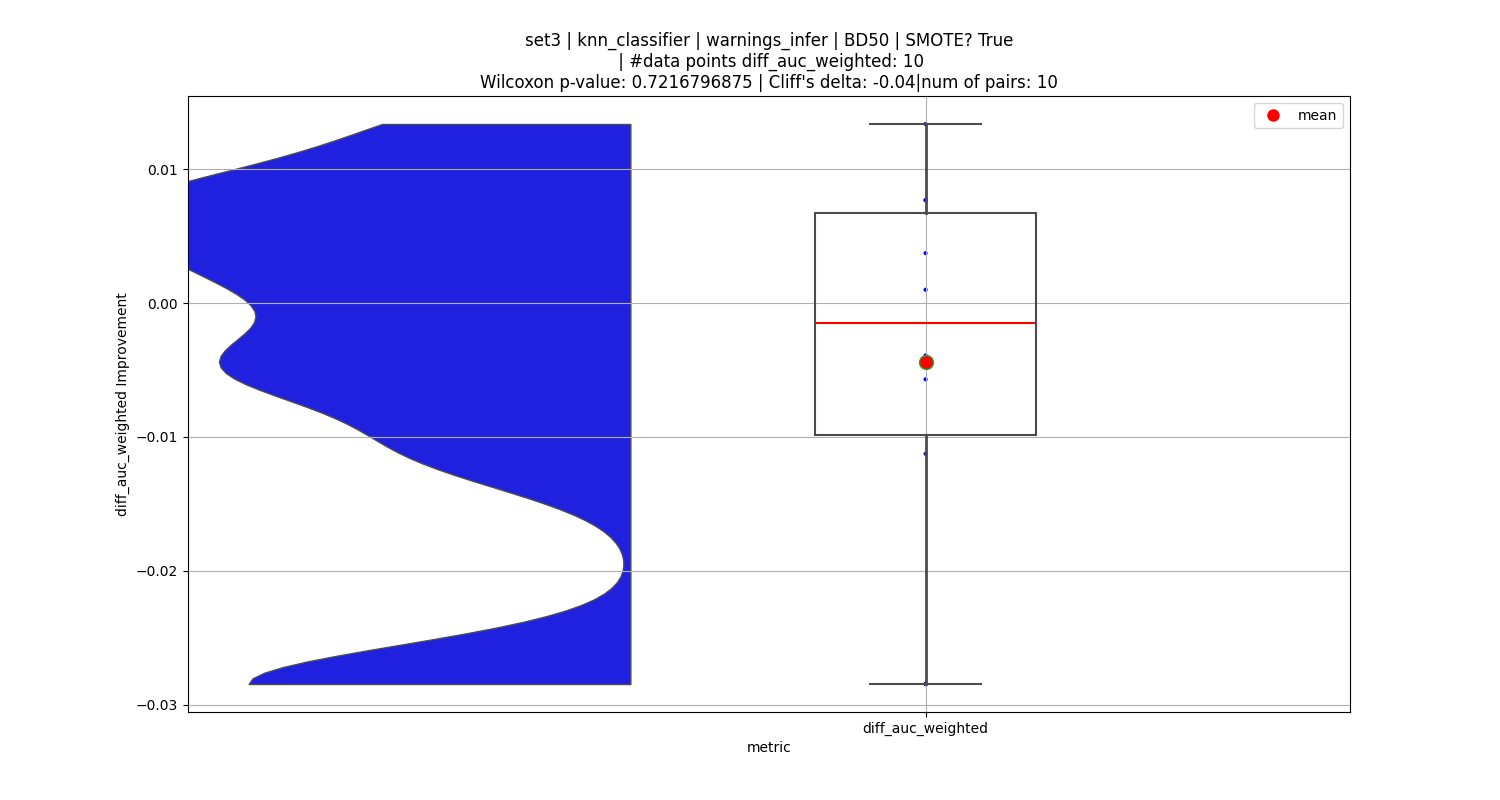 set3 | knn_classifier | warnings_infer | BD50 | SMOTE? True
| #data points diff_auc_weighted: 10
Wilcoxon p-value: 0.7216796875 | Cliff's delta: -0.04|num of pairs: 10
mean
0.01
0.00
−0.01
−0.02
−0.03
diff_auc_weighted Improvement
diff_auc_weighted
metric